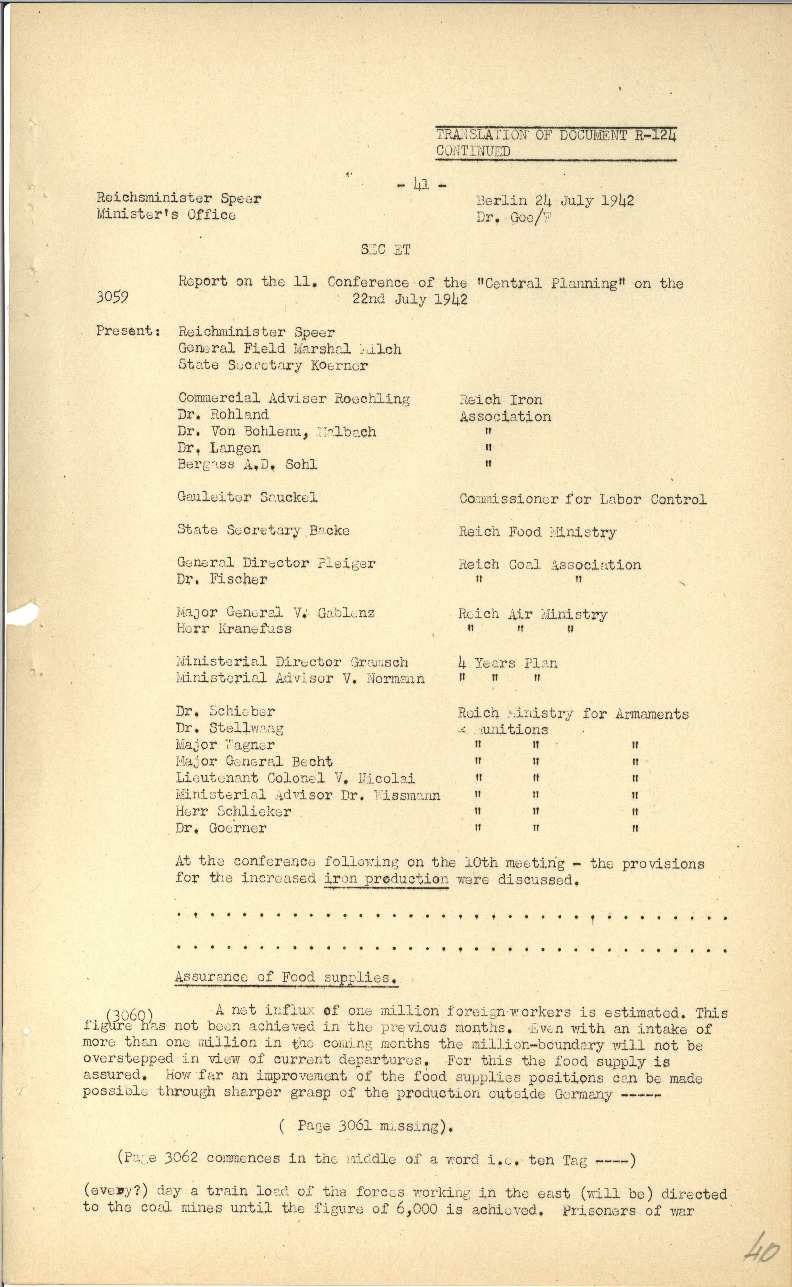 TRANSLATION OF DOCUMENT R-124
CONTINUED
- 41 -
Reichsminister Speer Berlin 24 July 1942
Minister's Office Dr. Goe/W
SEC ET
Report on the 11. Conference of the "Central Planning" on the
3059 22nd July 1942
Present: Reichminister Speer
General Field Marshal Milch
State Secretary Koerner
Commercial Adviser Roechling Reich Iron
Dr. Rohland Association
Dr. Von Bohlenu, Halbach "
Dr. Langen "
Bergass A.D. Sohl "
Gauleiter Sauckel Commissioner for Labor Control
State Secretary Backe Reich Food Ministry
General Director Pleiger Reich Coal Association
Dr. Fischer " "
Major General V. Gablenz Reich Air Ministry
Herr Kranefuss " " "
Ministerial Director Gramsch 4 Years Plan
Ministerial Advisor V. Normann " " "
Dr. Schieber Reich Ministry for Armaments
Dr. Stellwaag & Munitions
Major Wagner " " "
Major General Becht " " "
Lieutenant Colonel V. Nicolai " " "
Ministerial Advisor Dr. Wissmann " " "
Herr Schlieker " " "
Dr. Goerner " " "
At the conference following on the 10th meeting - the provisions
for the increased iron production were discussed.
. . . . . . . . . . . . . . . . . . . . . . . . . . . . . . . . . .
. . . . . . . . . . . . . . . . . . . . . . . . . . . . . . . . . .
Assurance of Food supplies.
(3060) A net influx of one million foreign workers is estimated. This
figure has not been achieved in the previous months. Even with an intake of
more than one million in the coming months the million-boundary will not be
overstepped in view of current departures. For this the food supply is
assured. How far an improvement of the food supplies positions can be made
possible through sharper grasp of the production outside Germany -----
( Page 3061 missing).
(Page 3062 commences in the middle of a word i.e. ten Tag ----)
(every?) day a train load of the forces working in the east (will be) directed
to the coal mines until the figure of 6,000 is achieved. Prisoners of war
40